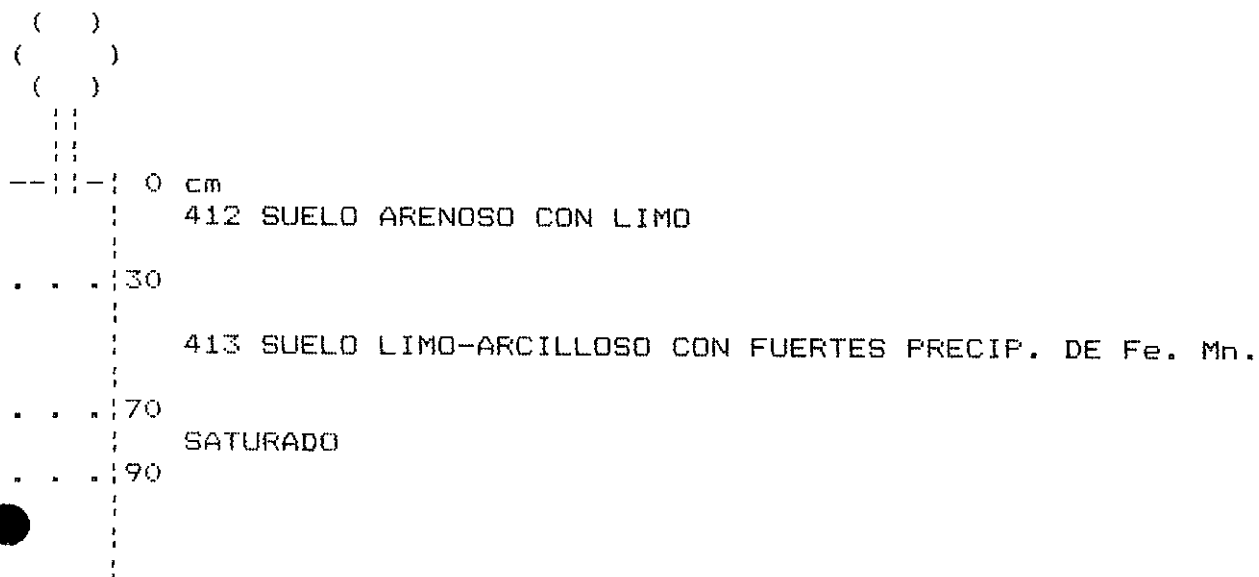 0 cm
412 SUELO ARENOSO CON LIMO
30
413 SUELO LIMO-ARCILLOSO CON FUERTES PRECIP. DE Fe. Mn.
70
SATURADO
90